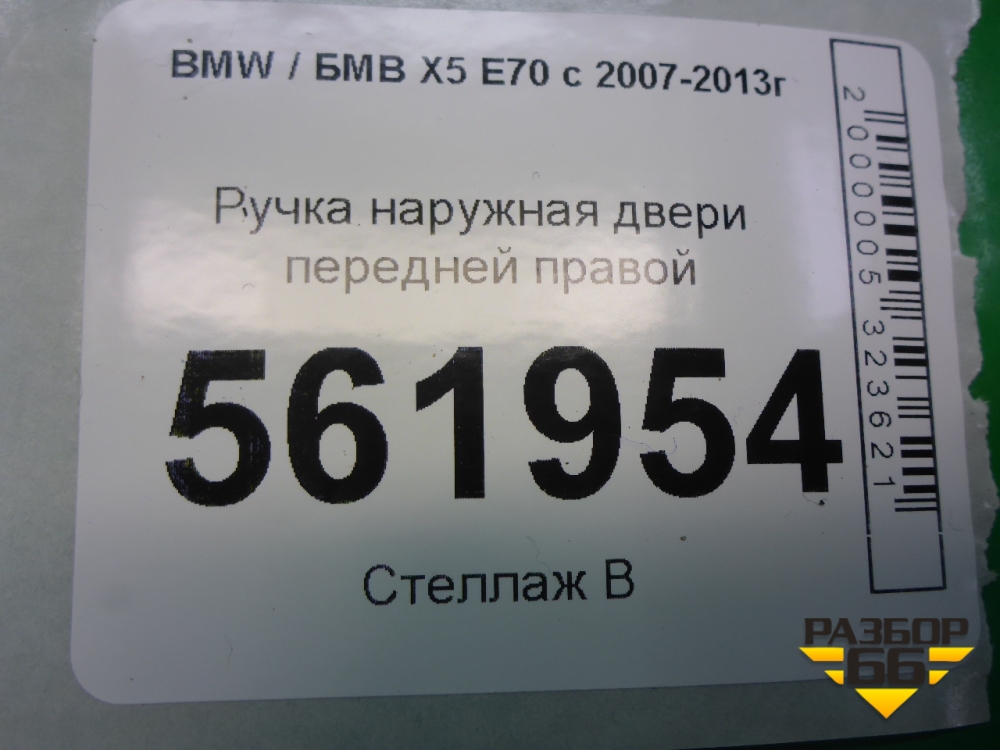 BMW / БМВ X5 E70 с 2007-2013г
Ручка наружная двери
передней правой
561954
Стеллаж В
2000005323621
РАЗБОР
66